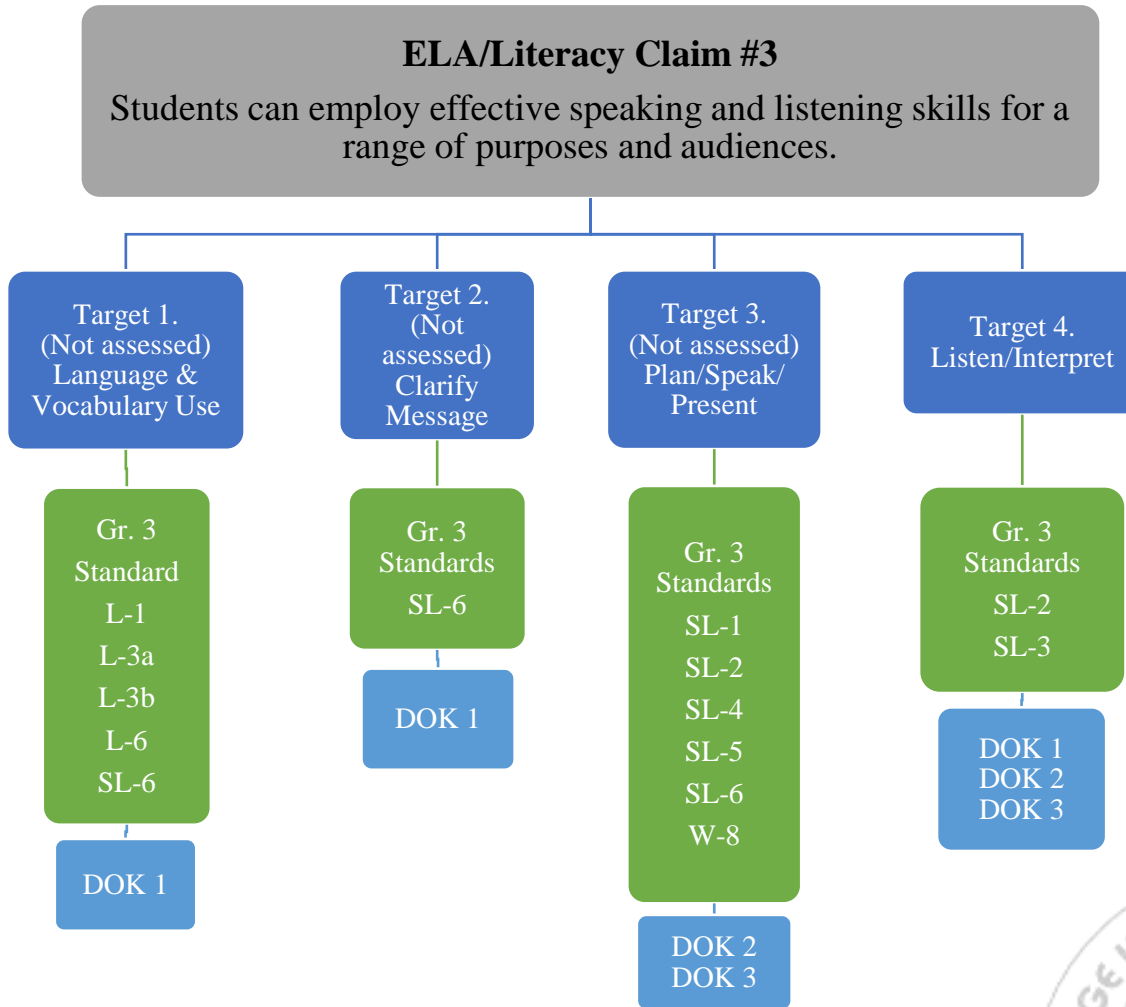 ELA/Literacy Claim #3
Students can employ effective speaking and listening skills for a
range of purposes and audiences.
Target 1.
(Not assessed)
Language &
Vocabulary Use
Gr. 3
Standard
L-1
L-3a
L-3b
L-6
SL-6
DOK 1
Target 2.
(Not
assessed)
Clarify
Message
Gr. 3
Standards
SL-6
DOK 1
Target 3.
(Not assessed)
Plan/Speak/
Present
Gr. 3
Standards
SL-1
SL-2
SL-4
SL-5
SL-6
W-8
DOK 2
DOK 3
Target 4.
Listen/Interpret
Gr. 3
Standards
SL-2
SL-3
DOK 1
DOK 2
DOK 3